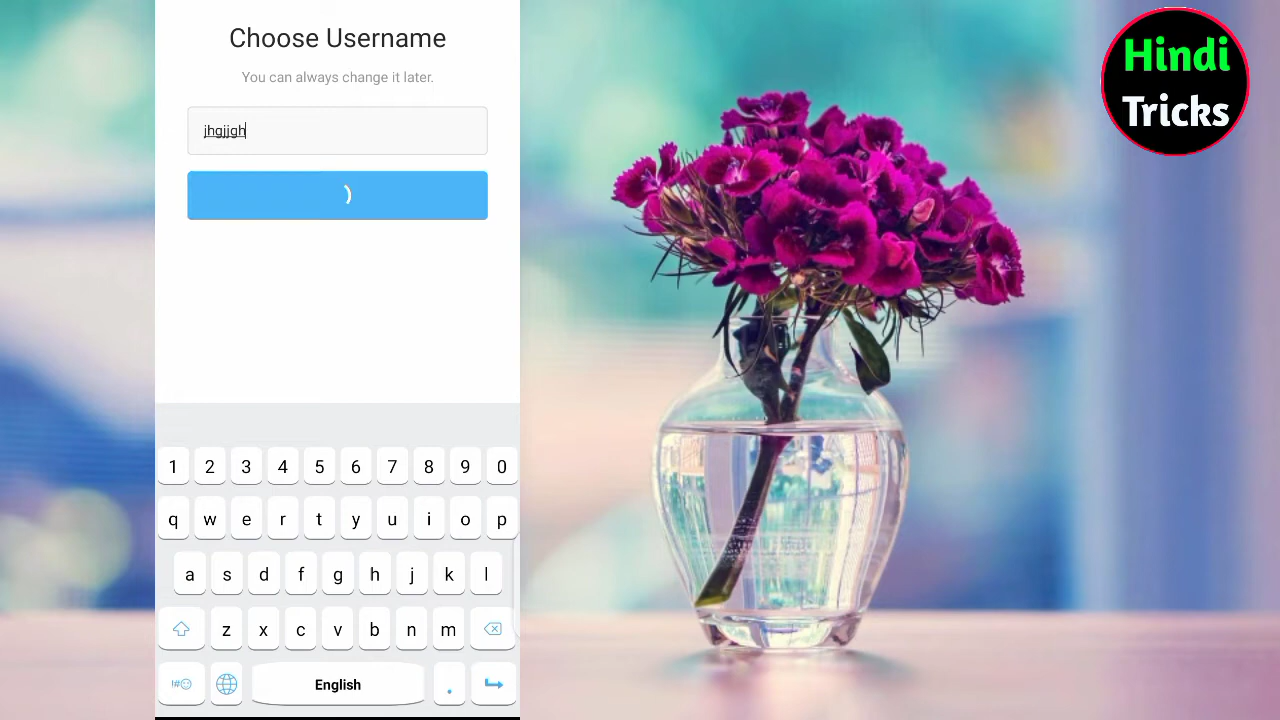 Choose Username
You can always change it later.
jhgjjgh
1 2 3 4 5 6 7 8 9 0
q w e r t y u i o p
a s d f g h j k l
z x c v b n m
!#☺ English .
Hindi
Tricks